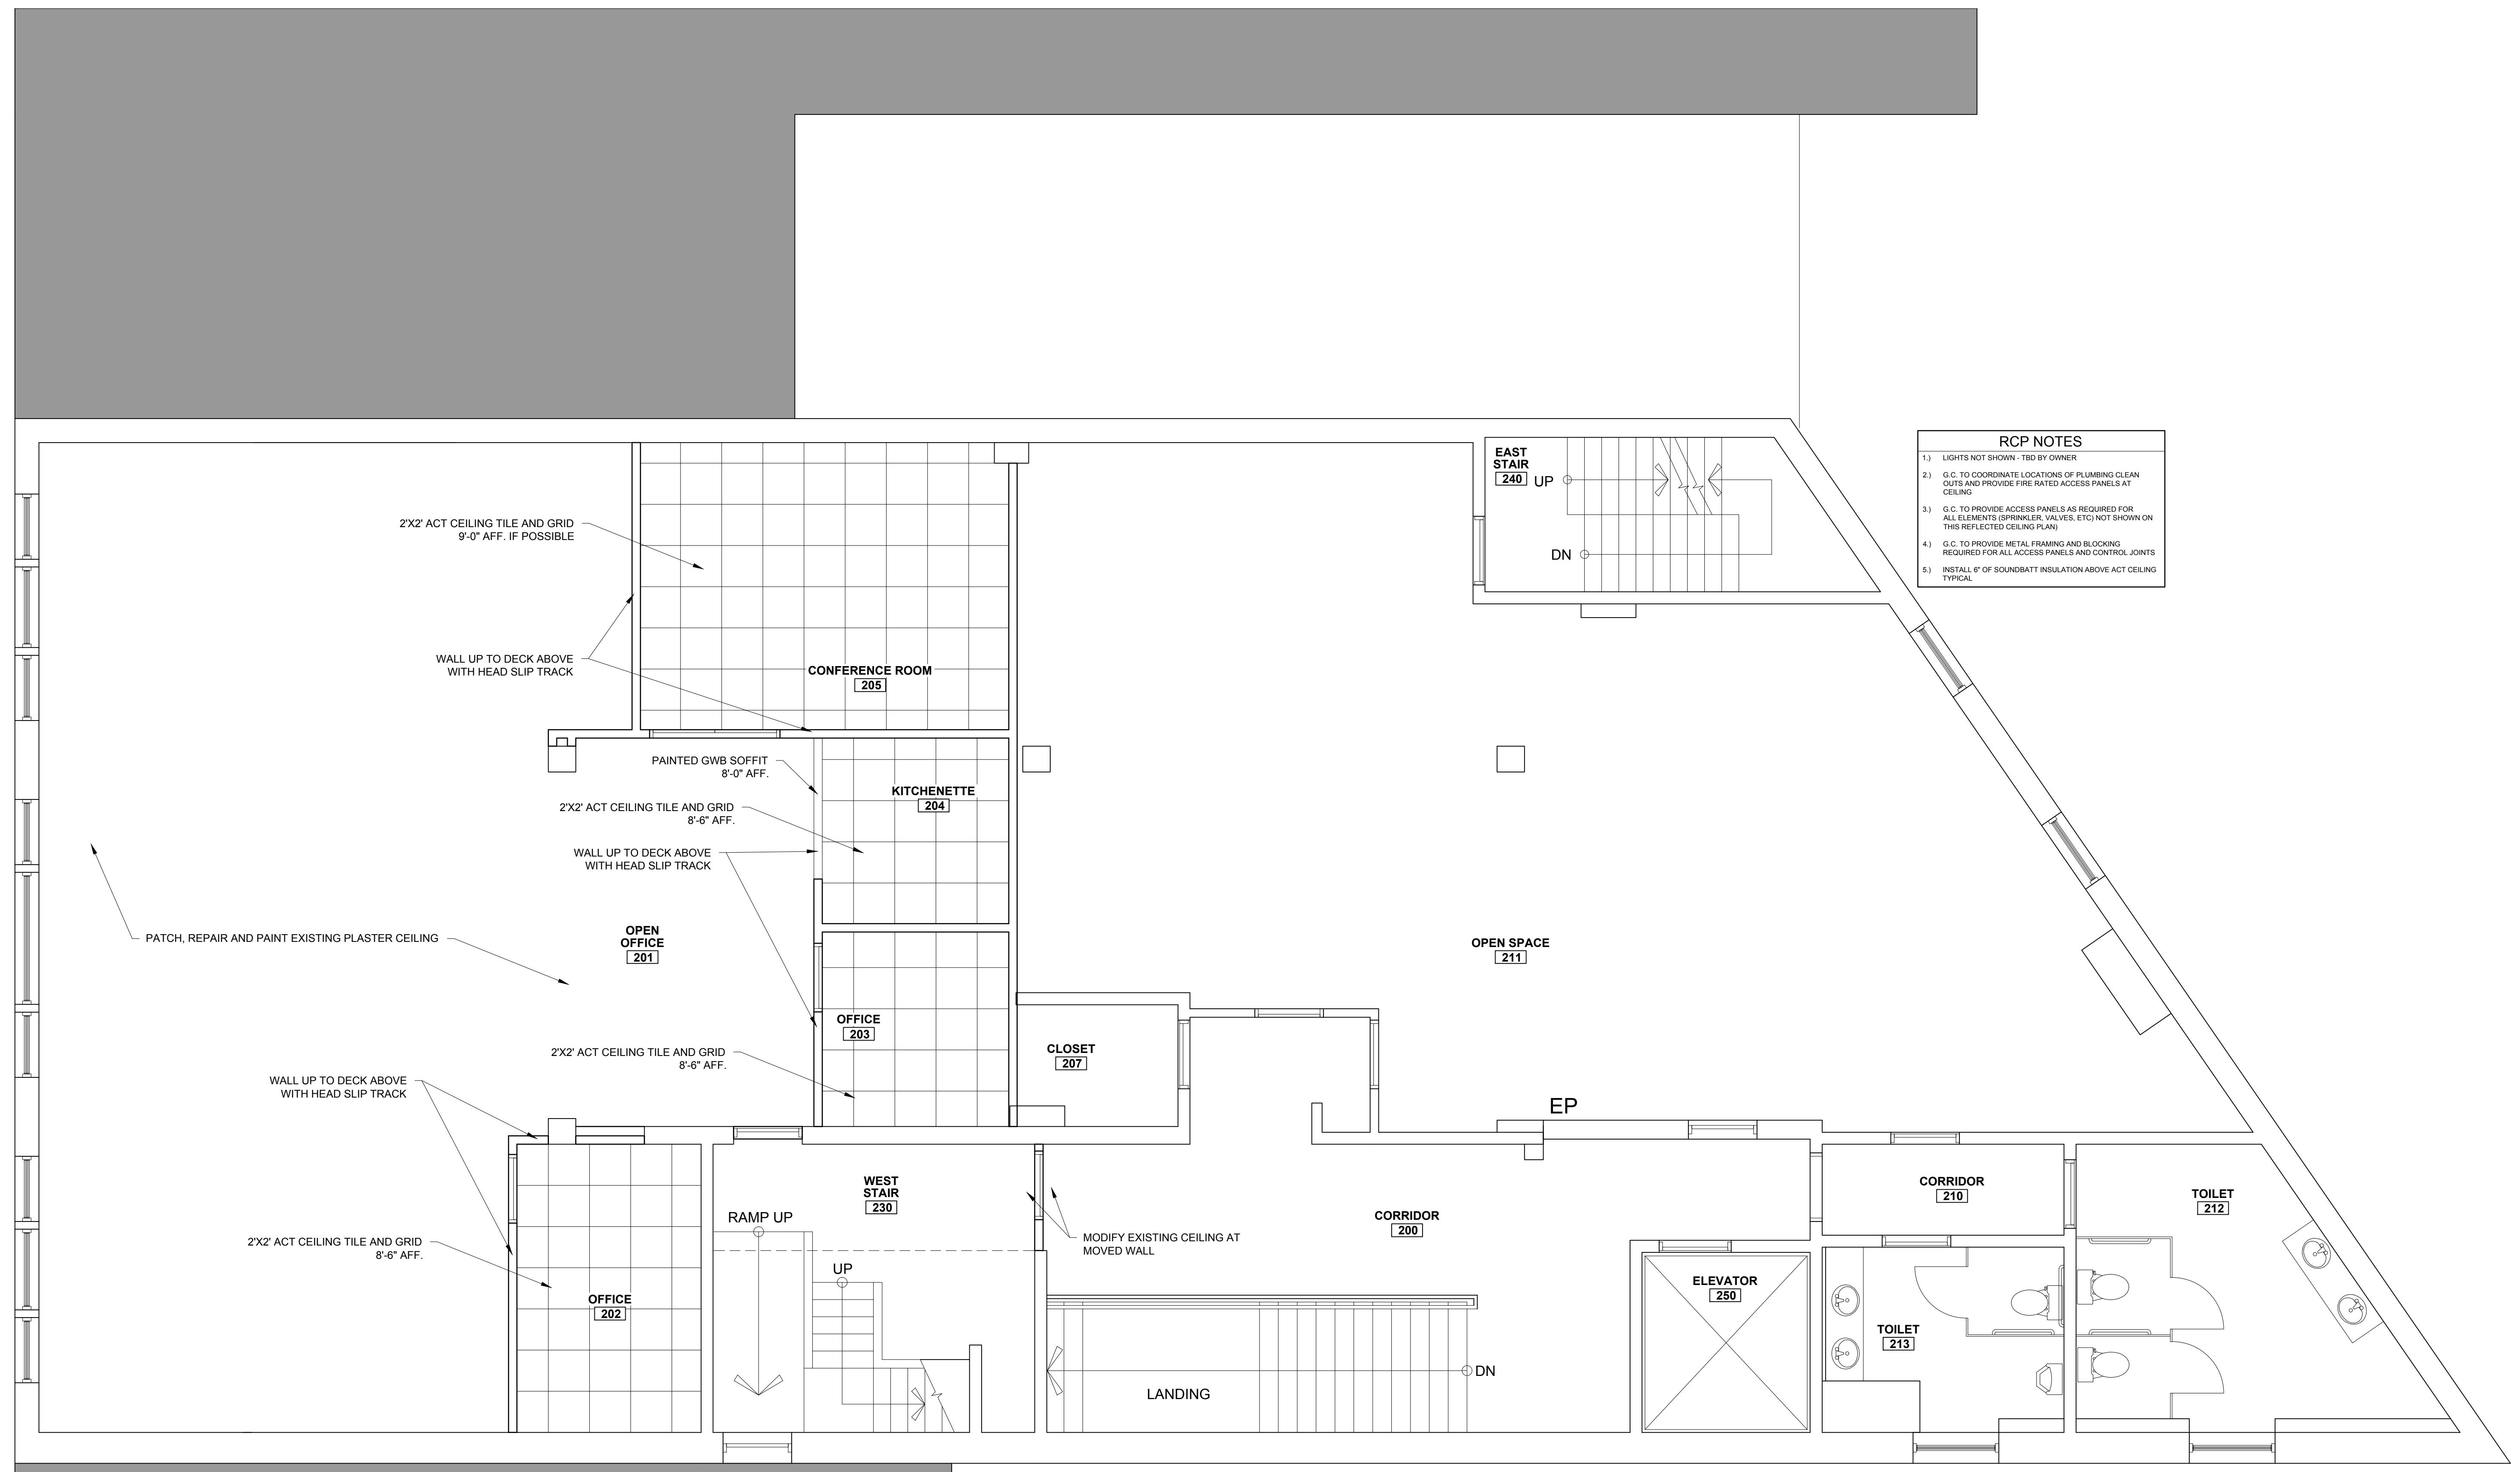 RCP NOTES
1.) LIGHTS NOT SHOWN - TBD BY OWNER
2.) G.C. TO COORDINATE LOCATIONS OF PLUMBING CLEAN
OUTS AND PROVIDE FIRE RATED ACCESS PANELS AT
CEILING
3.) G.C. TO PROVIDE ACCESS PANELS AS REQUIRED FOR
ALL ELEMENTS (SPRINKLER, VALVES, ETC) NOT SHOWN ON
THIS REFLECTED CEILING PLAN)
4.) G.C. TO PROVIDE METAL FRAMING AND BLOCKING
REQUIRED FOR ALL ACCESS PANELS AND CONTROL JOINTS
5.) INSTALL 6" OF SOUNDBATT INSULATION ABOVE ACT CEILING
TYPICAL
EAST
STAIR
240
UP
DN
2'X2' ACT CEILING TILE AND GRID
9'-0" AFF. IF POSSIBLE
WALL UP TO DECK ABOVE
WITH HEAD SLIP TRACK
CONFERENCE ROOM
205
PAINTED GWB SOFFIT
8'-0" AFF.
KITCHENETTE
204
2'X2' ACT CEILING TILE AND GRID
8'-6" AFF.
WALL UP TO DECK ABOVE
WITH HEAD SLIP TRACK
PATCH, REPAIR AND PAINT EXISTING PLASTER CEILING
OPEN
OFFICE
201
OPEN SPACE
211
OFFICE
203
CLOSET
207
2'X2' ACT CEILING TILE AND GRID
8'-6" AFF.
WALL UP TO DECK ABOVE
WITH HEAD SLIP TRACK
EP
WEST
STAIR
230
CORRIDOR
210
TOILET
212
RAMP UP
CORRIDOR
200
MODIFY EXISTING CEILING AT
MOVED WALL
2'X2' ACT CEILING TILE AND GRID
8'-6" AFF.
UP
ELEVATOR
250
OFFICE
202
TOILET
213
DN
LANDING